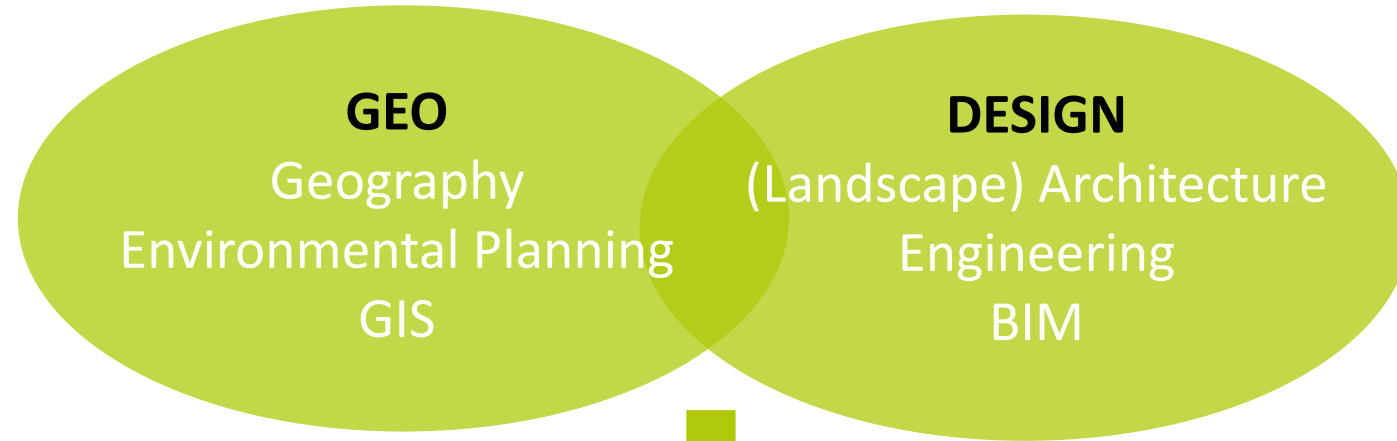 GEO
Geography
Environmental Planning
GIS
DESIGN
(Landscape) Architecture
Engineering
BIM